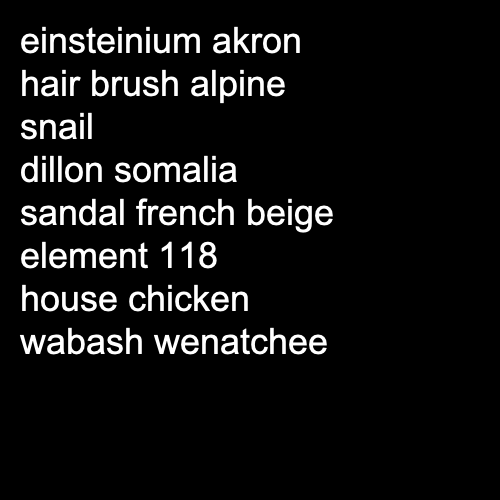 einsteinium akron
hair brush alpine
snail
dillon somalia
sandal french beige
element 118
house chicken
wabash wenatchee